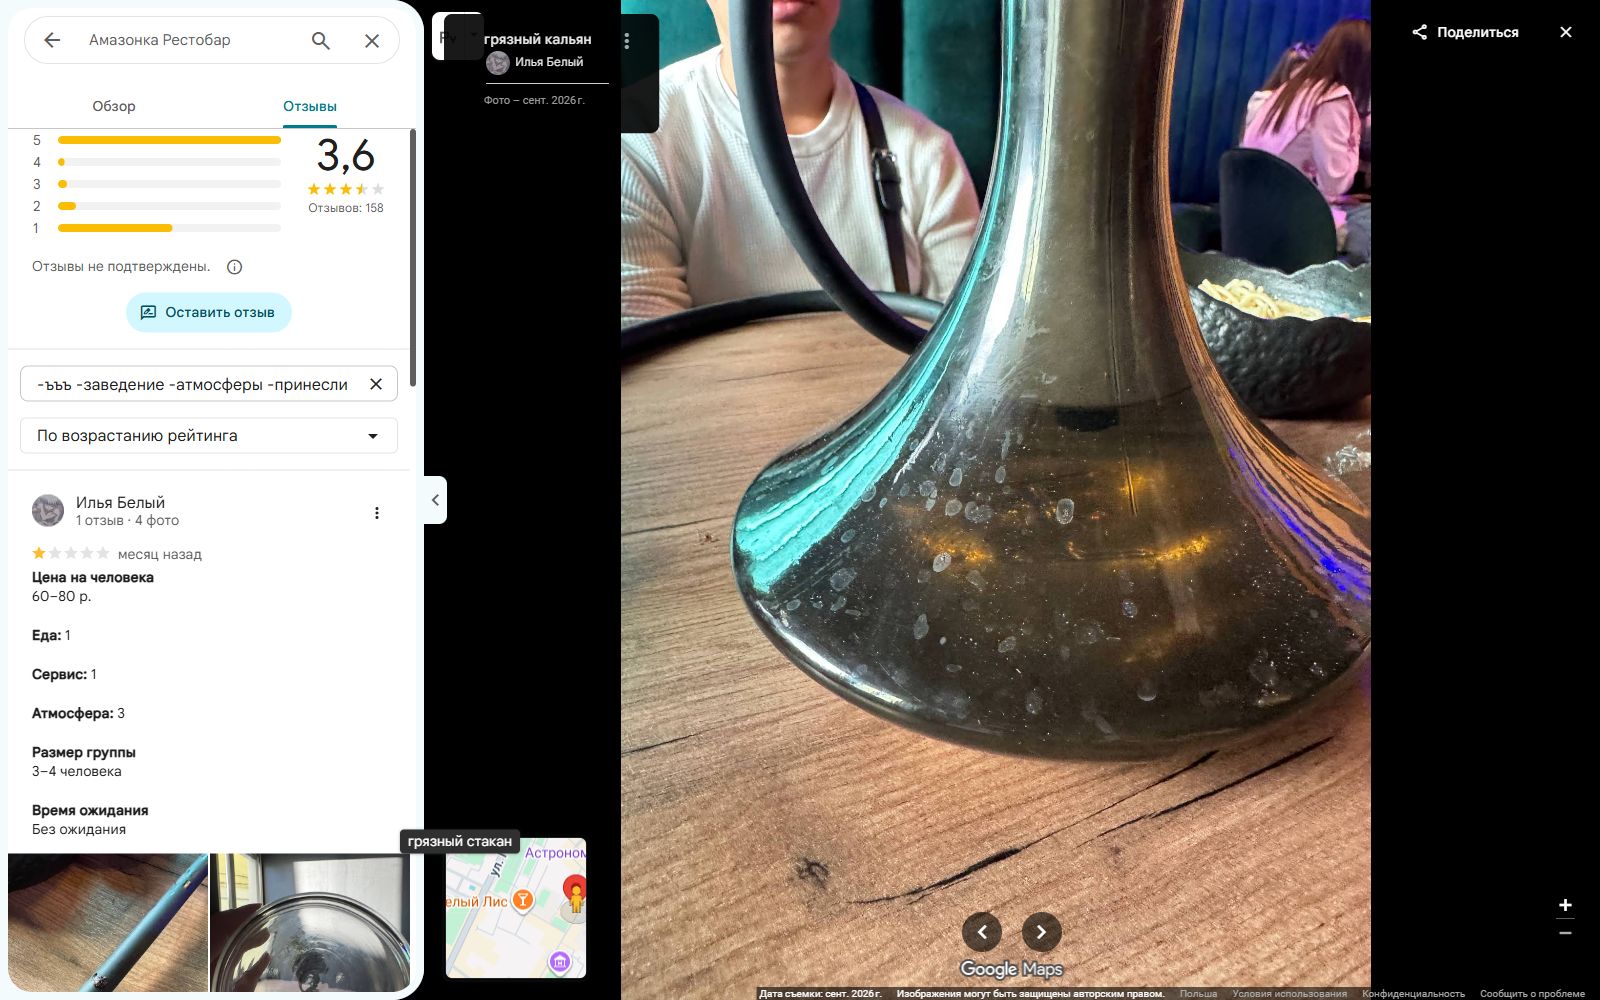 Амазонка Рестобар
Обзор
Отзывы
5
4
3
2
1
3,6
Отзывов: 158
Отзывы не подтверждены.
Оставить отзыв
-ъъъ -заведение -атмосферы -принесли
По возрастанию рейтинга
Илья Белый
1 отзыв · 4 фото
месяц назад
Цена на человека
60–80 р.
Еда: 1
Сервис: 1
Атмосфера: 3
Размер группы
3–4 человека
Время ожидания
Без ожидания
грязный стакан
грязный кальян
Илья Белый
Фото – сент. 2026 г.
Поделиться
Астроном
ул.
елый Лис
Google Maps
Дата съемки: сент. 2026 г.
Изображения могут быть защищены авторским правом.
Польша
Условия использования
Конфиденциальность
Сообщить о проблеме